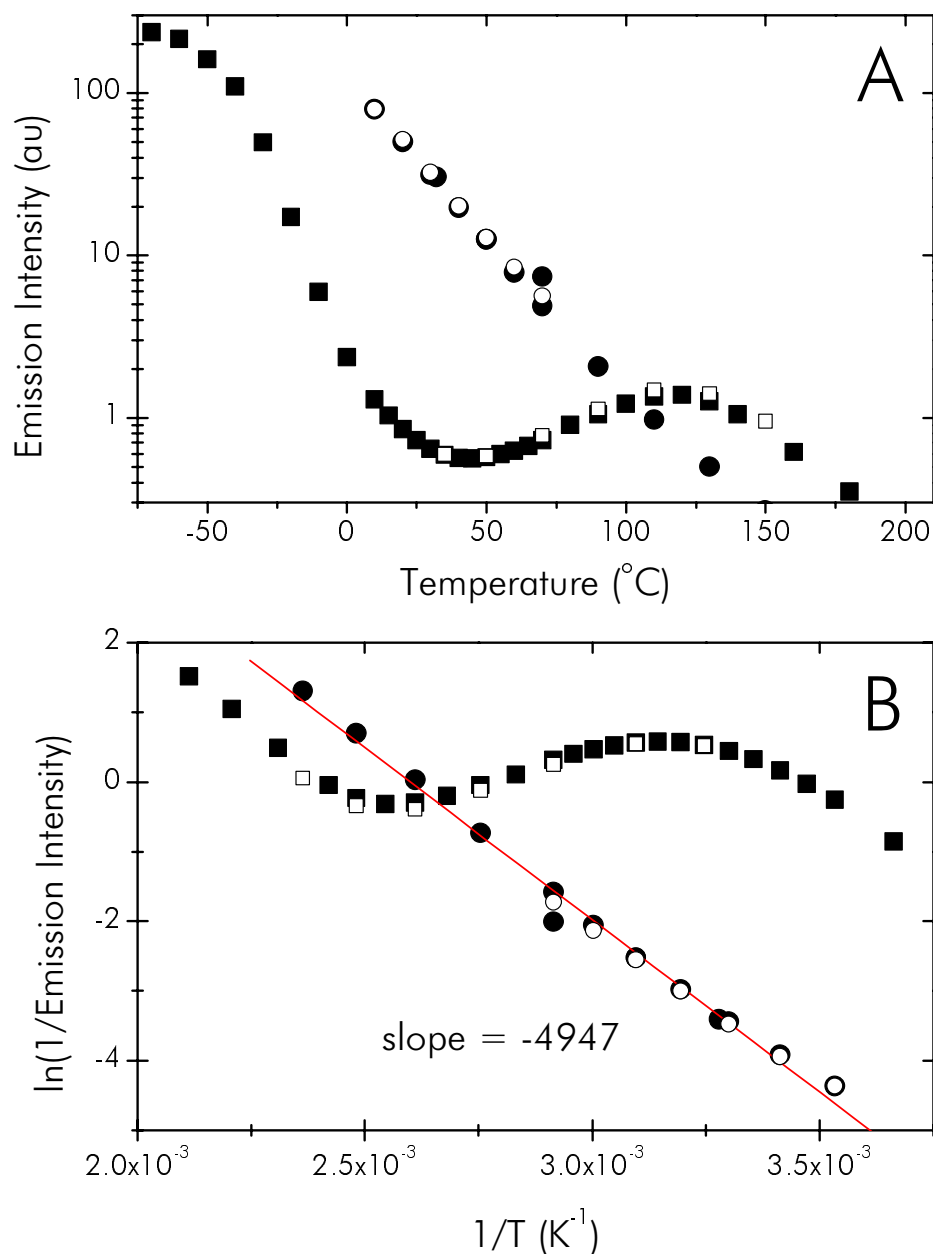 A
100
10
1
Emission Intensity (au)
-50 0 50 100 150 200
Temperature (°C)
B
2
0
-2
-4
ln(1/Emission Intensity)
slope = -4947
2.0x10⁻³ 2.5x10⁻³ 3.0x10⁻³ 3.5x10⁻³
1/T (K⁻¹)